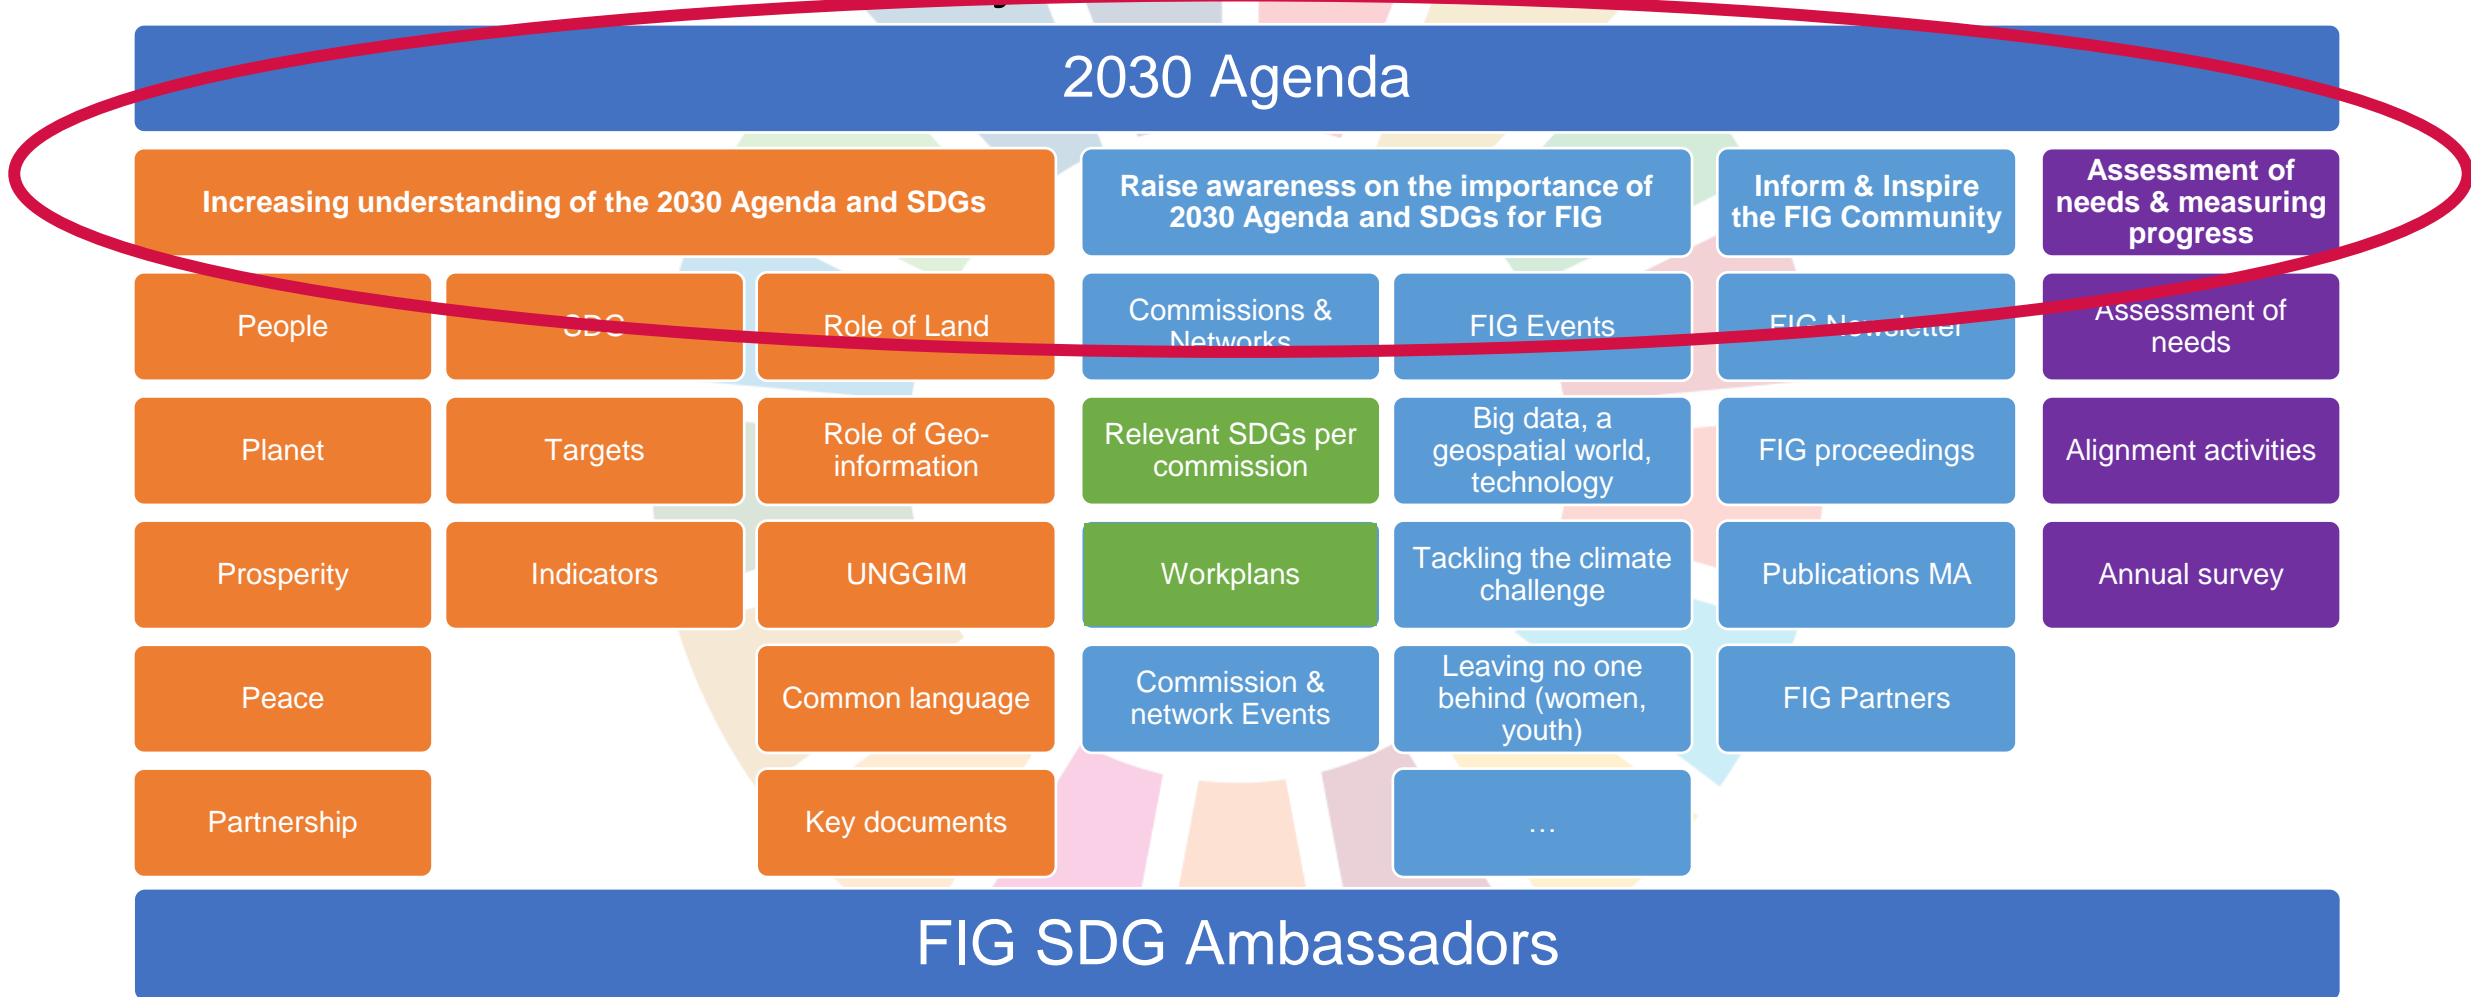 2030 Agenda
Increasing understanding of the 2030 Agenda and SDGs
Raise awareness on the importance of
2030 Agenda and SDGs for FIG
Inform & Inspire
the FIG Community
Assessment of
needs & measuring
progress
People
SDG
Role of Land
Commissions &
Networks
FIG Events
FIG Newsletter
Assessment of
needs
Planet
Targets
Role of Geo-
information
Relevant SDGs per
commission
Big data, a
geospatial world,
technology
FIG proceedings
Alignment activities
Prosperity
Indicators
UNGGIM
Workplans
Tackling the climate
challenge
Publications MA
Annual survey
Peace
Common language
Commission &
network Events
Leaving no one
behind (women,
youth)
FIG Partners
Partnership
Key documents
…
FIG SDG Ambassadors